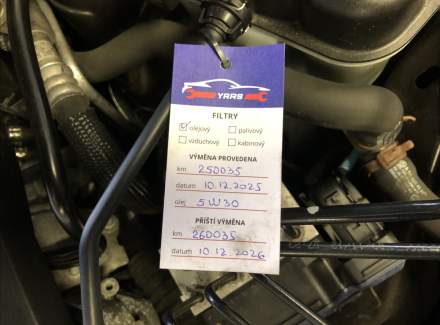 YARS
FILTRY
☑ olejový ☐ palivový
☐ vzduchový ☐ kabinový
VÝMĚNA PROVEDENA
km 250035
datum 10.12.2025
olej 5W30
PŘÍŠTÍ VÝMĚNA
km 260035
datum 10.12.2026